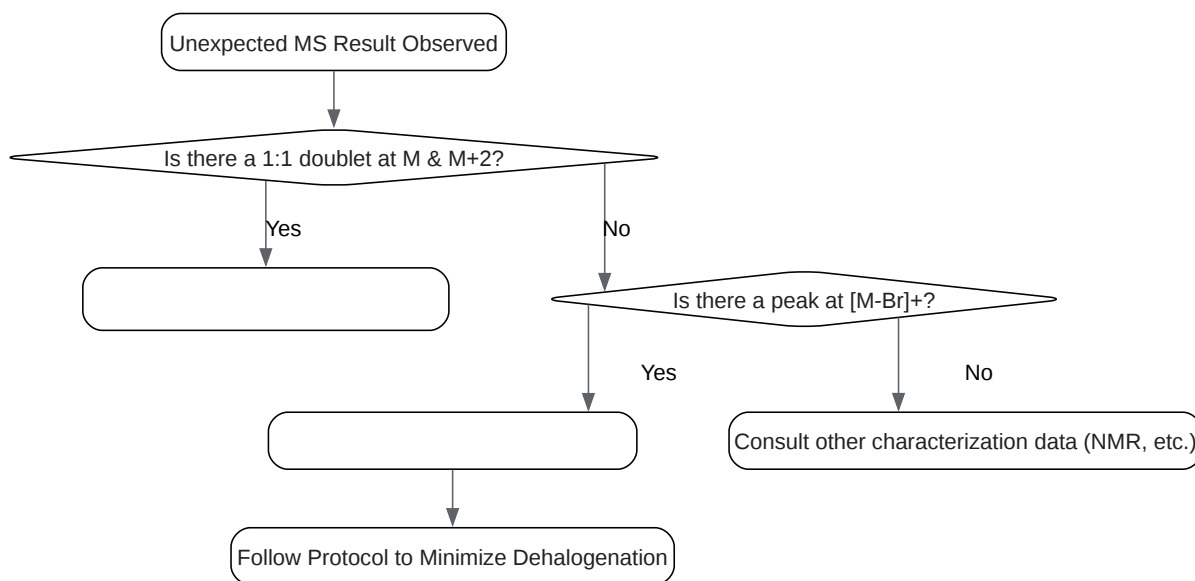 Unexpected MS Result Observed
Is there a 1:1 doublet at M & M+2?
Yes
No
Is there a peak at [M-Br]+?
Yes
No
Consult other characterization data (NMR, etc.)
Follow Protocol to Minimize Dehalogenation